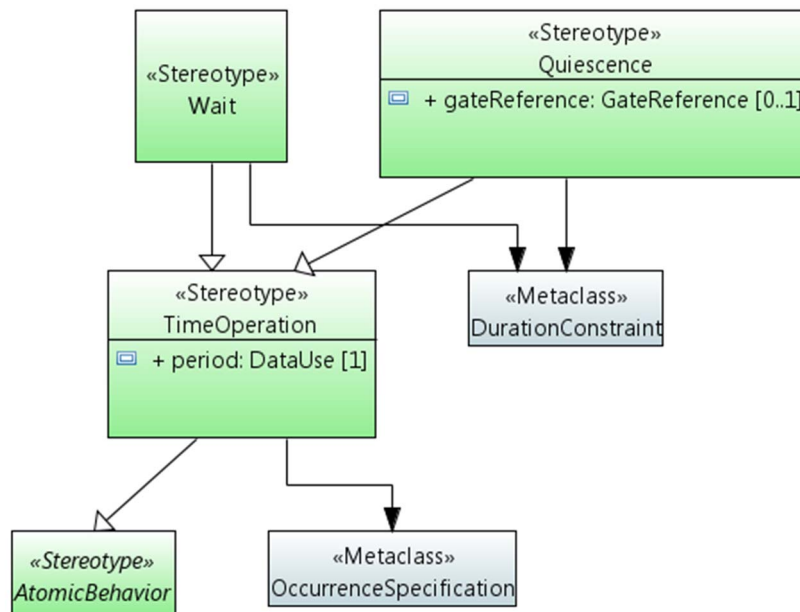 «Stereotype»
Wait
«Stereotype»
Quiescence
+ gateReference: GateReference [0..1]
«Stereotype»
TimeOperation
+ period: DataUse [1]
«Metaclass»
DurationConstraint
«Stereotype»
AtomicBehavior
«Metaclass»
OccurrenceSpecification